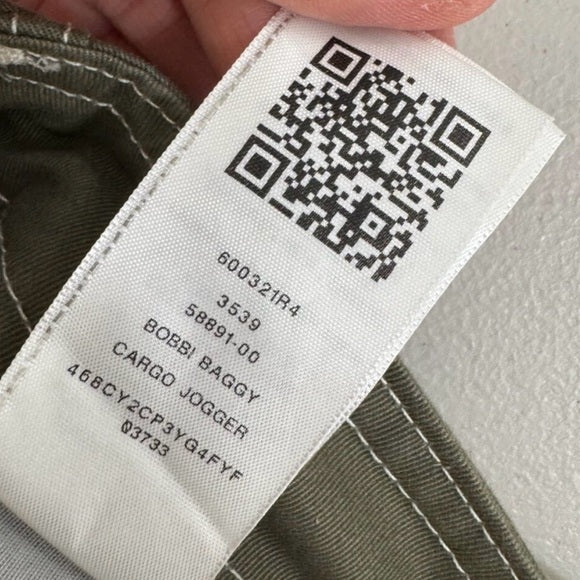 600321R4
3539
58891-00
BOBBI BAGGY
CARGO JOGGER
468CY2CP3YG4FYF
03733